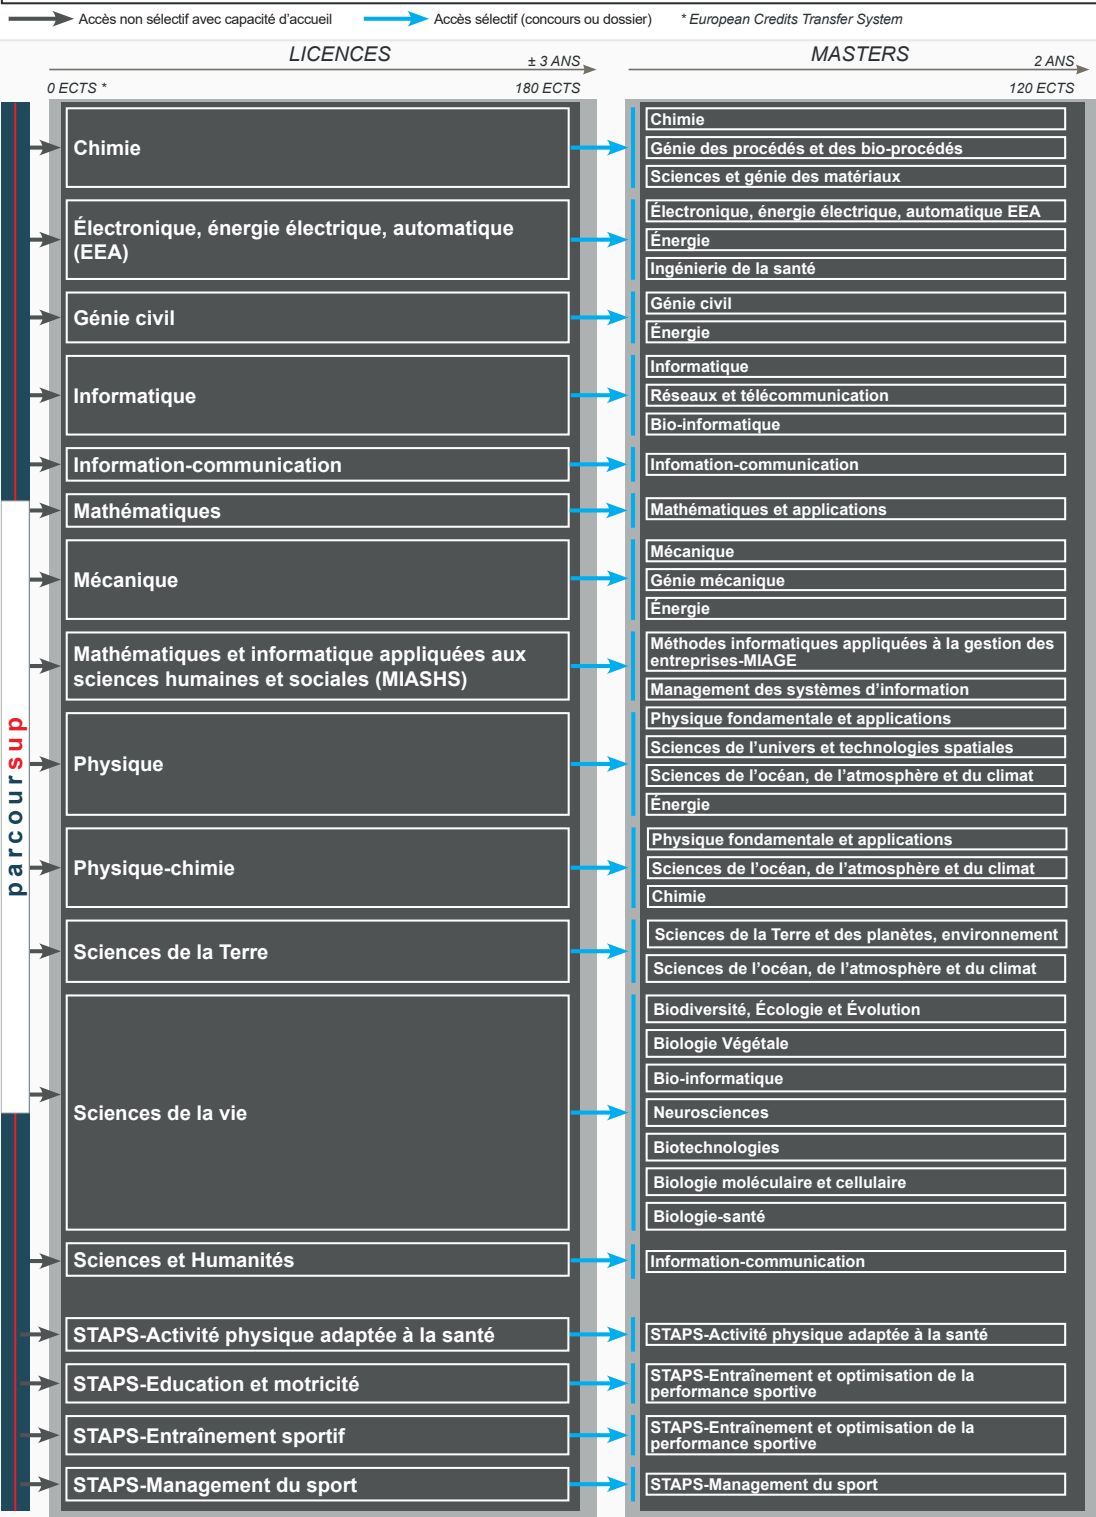 Accès non sélectif avec capacité d'accueil
Accès sélectif (concours ou dossier)
* European Credits Transfer System
LICENCES
± 3 ANS
MASTERS
2 ANS
0 ECTS *
180 ECTS
120 ECTS
parcoursup
Chimie
Chimie
Génie des procédés et des bio-procédés
Sciences et génie des matériaux
Électronique, énergie électrique, automatique
(EEA)
Électronique, énergie électrique, automatique EEA
Énergie
Ingénierie de la santé
Génie civil
Génie civil
Énergie
Informatique
Informatique
Réseaux et télécommunication
Bio-informatique
Information-communication
Infomation-communication
Mathématiques
Mathématiques et applications
Mécanique
Mécanique
Génie mécanique
Énergie
Mathématiques et informatique appliquées aux
sciences humaines et sociales (MIASHS)
Méthodes informatiques appliquées à la gestion des
entreprises-MIAGE
Management des systèmes d'information
Physique
Physique fondamentale et applications
Sciences de l'univers et technologies spatiales
Sciences de l'océan, de l'atmosphère et du climat
Énergie
Physique-chimie
Physique fondamentale et applications
Sciences de l'océan, de l'atmosphère et du climat
Chimie
Sciences de la Terre
Sciences de la Terre et des planètes, environnement
Sciences de l'océan, de l'atmosphère et du climat
Sciences de la vie
Biodiversité, Écologie et Évolution
Biologie Végétale
Bio-informatique
Neurosciences
Biotechnologies
Biologie moléculaire et cellulaire
Biologie-santé
Sciences et Humanités
Information-communication
STAPS-Activité physique adaptée à la santé
STAPS-Activité physique adaptée à la santé
STAPS-Education et motricité
STAPS-Entraînement et optimisation de la
performance sportive
STAPS-Entraînement sportif
STAPS-Entraînement et optimisation de la
performance sportive
STAPS-Management du sport
STAPS-Management du sport